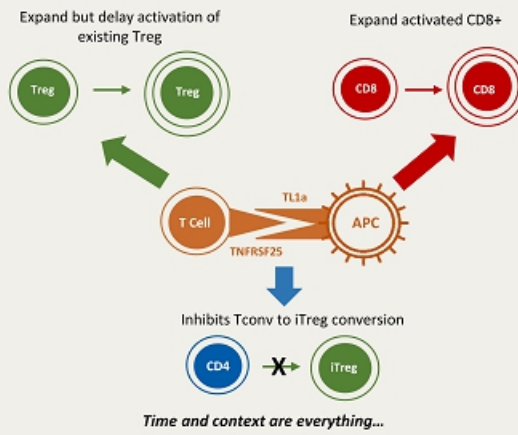 Expand but delay activation of
existing Treg
Expand activated CD8+
Treg
Treg
CD8
CD8
TL1a
T Cell
APC
TNFRSF25
Inhibits Tconv to iTreg conversion
CD4
X
iTreg
Time and context are everything...